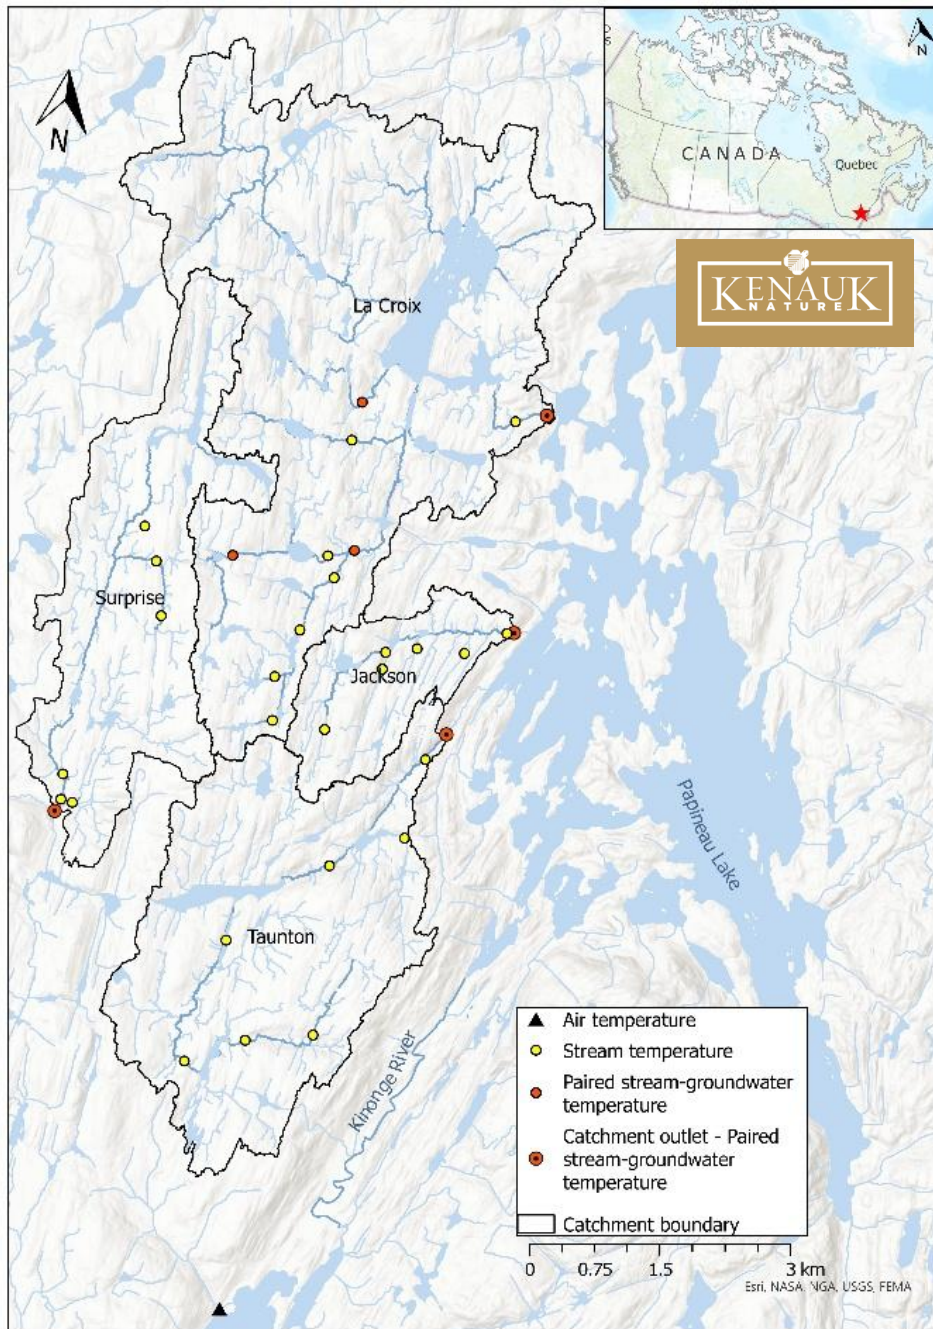 N
CANADA
Quebec
KENAUK
NATURE
La Croix
Surprise
Jackson
Papineau Lake
Taunton
Kinonge River
Air temperature
Stream temperature
Paired stream-groundwater
temperature
Catchment outlet - Paired
stream-groundwater
temperature
Catchment boundary
0 0.75 1.5 3 km
Esri, NASA, NGA, USGS, FEMA